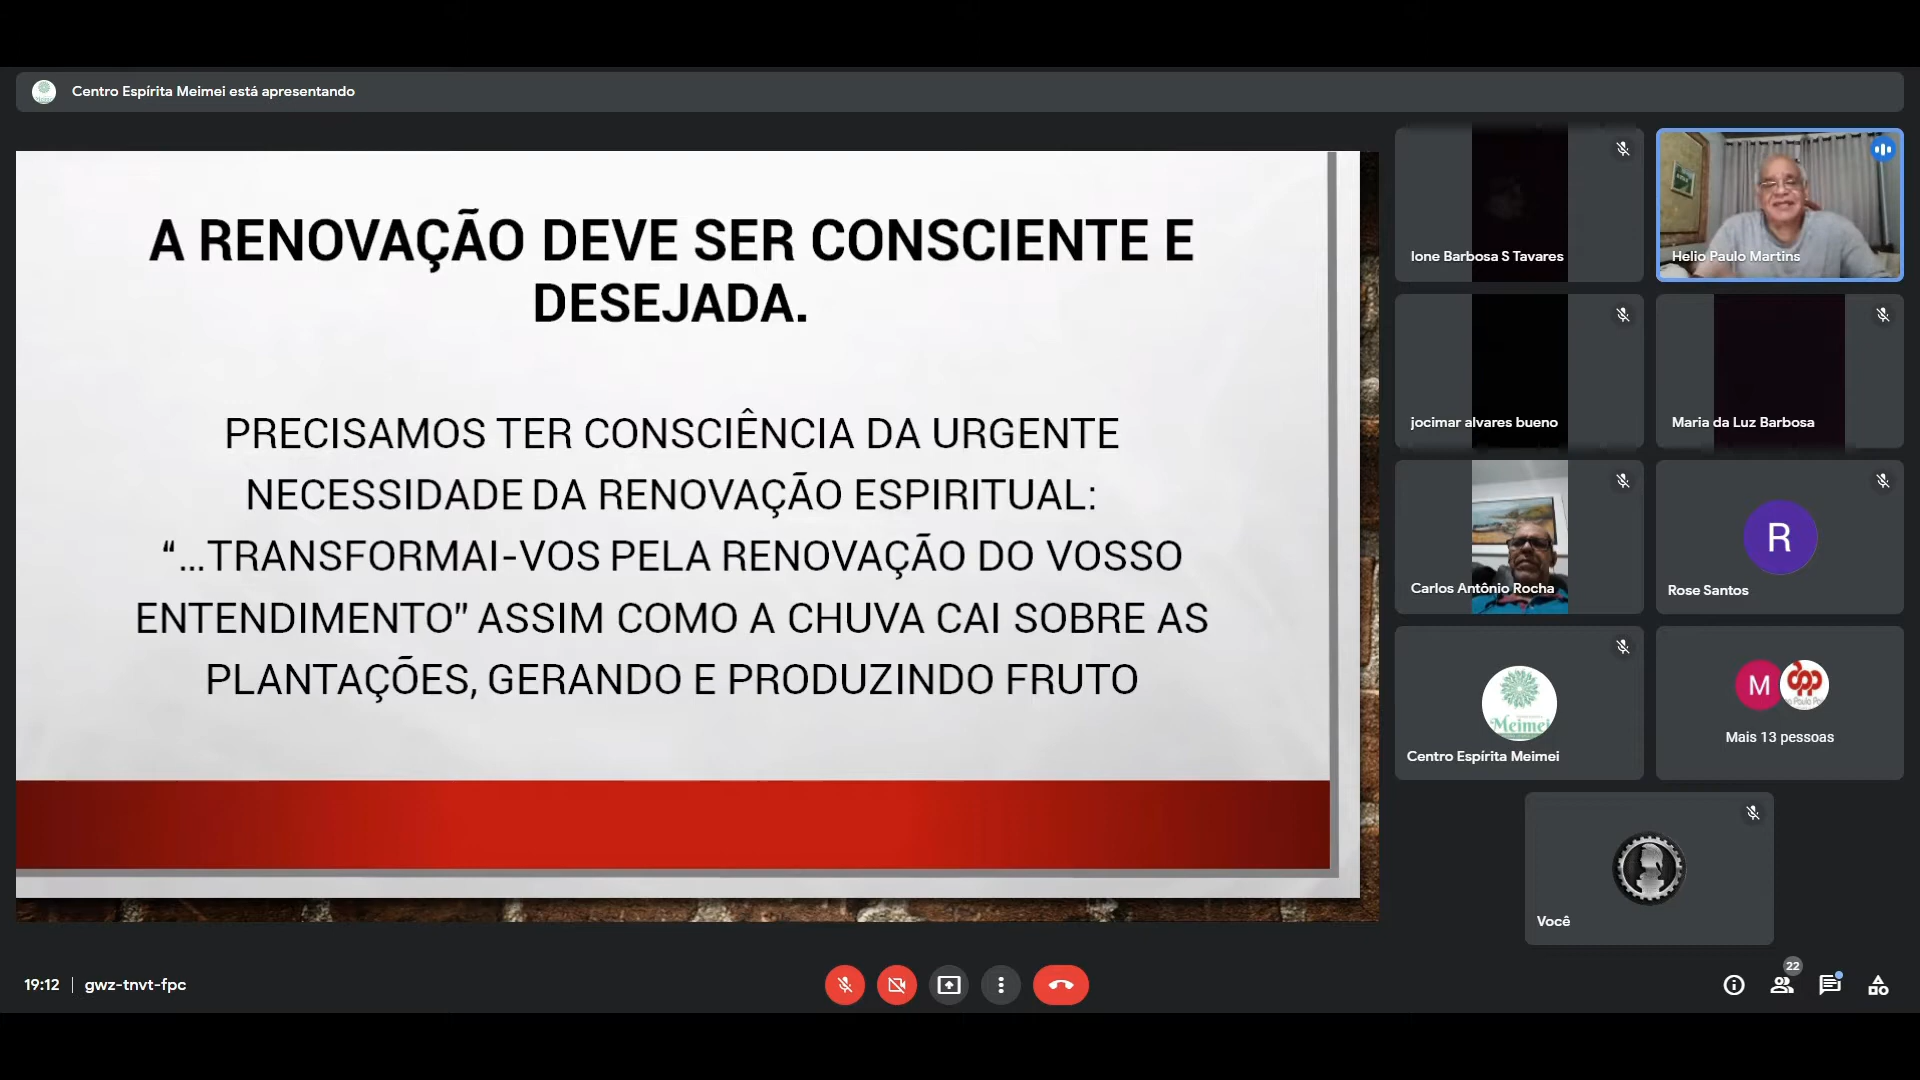 Centro Espírita Meimei está apresentando
A RENOVAÇÃO DEVE SER CONSCIENTE E
DESEJADA.
PRECISAMOS TER CONSCIÊNCIA DA URGENTE
NECESSIDADE DA RENOVAÇÃO ESPIRITUAL:
“...TRANSFORMAI-VOS PELA RENOVAÇÃO DO VOSSO
ENTENDIMENTO” ASSIM COMO A CHUVA CAI SOBRE AS
PLANTAÇÕES, GERANDO E PRODUZINDO FRUTO
Ione Barbosa S Tavares
Helio Paulo Martins
jocimar alvares bueno
Maria da Luz Barbosa
Carlos Antônio Rocha
R
Rose Santos
Meimei
Centro Espírita Meimei
M
Mais 13 pessoas
Você
19:12 | gwz-tnvt-fpc
22